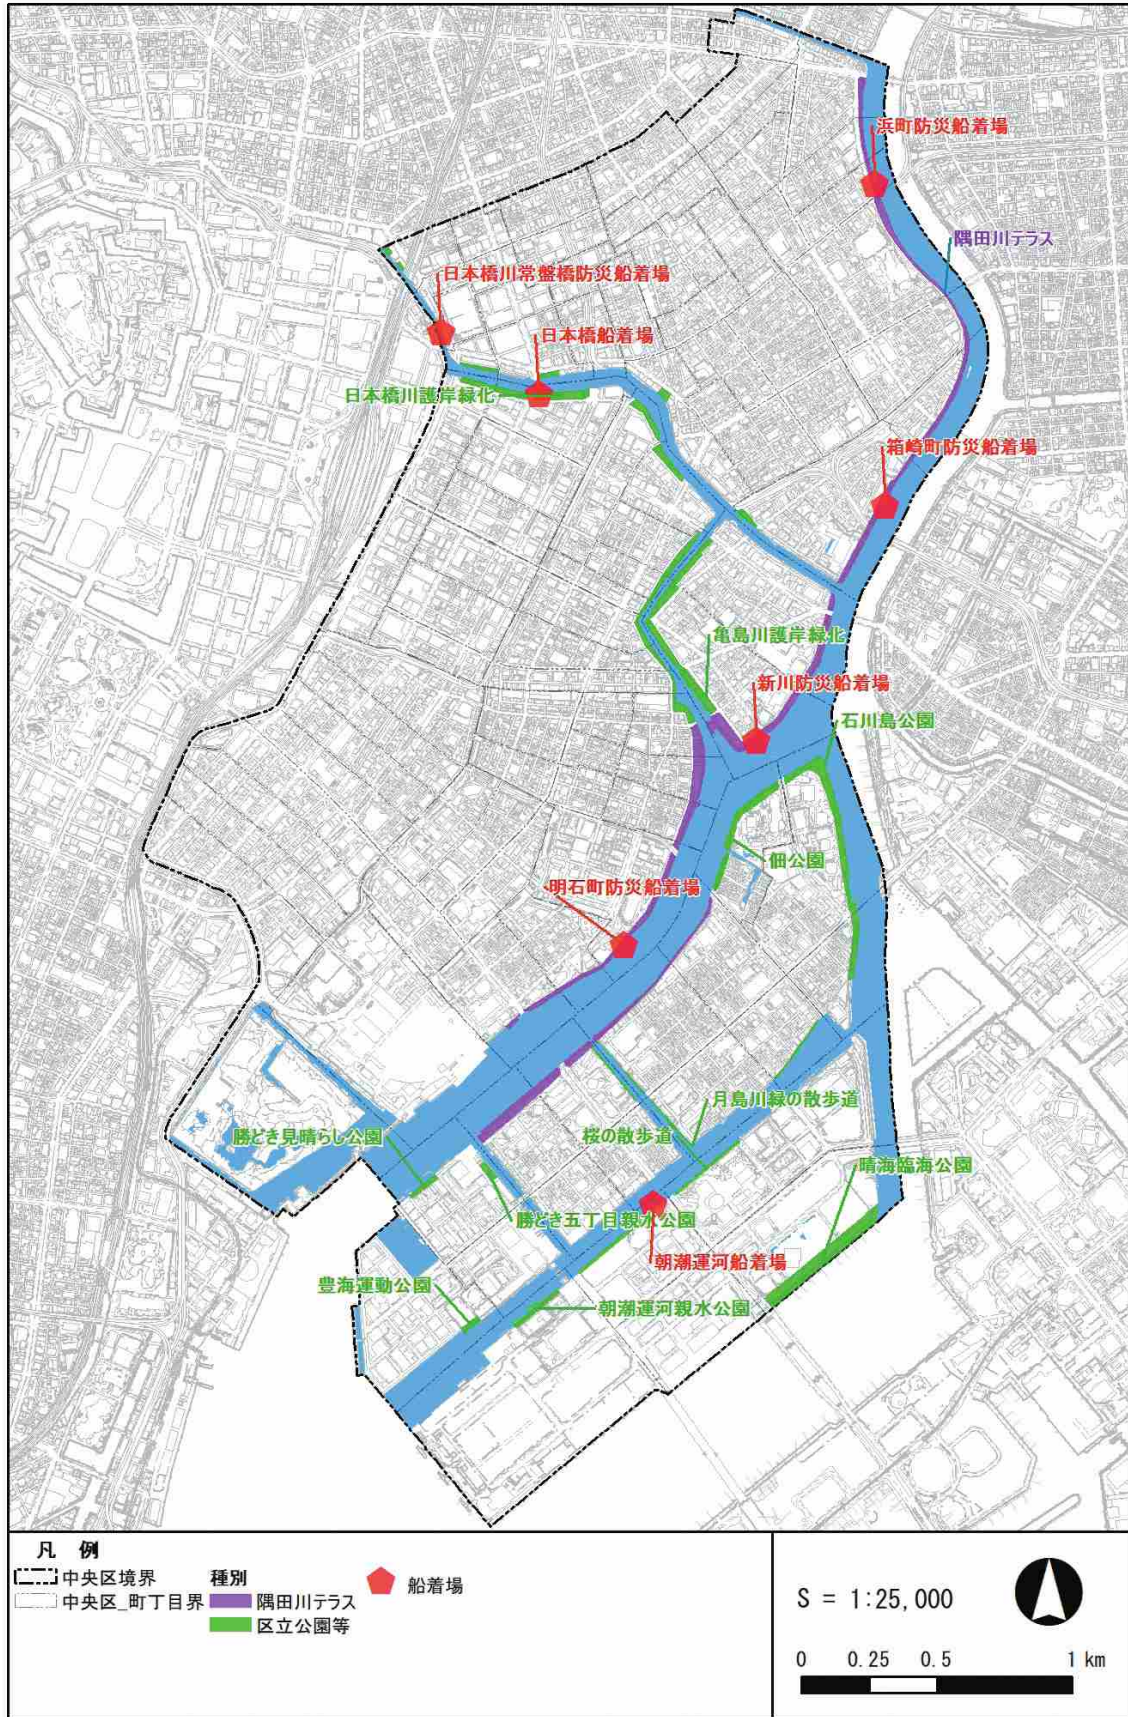 浜町防災船着場
隅田川テラス
日本橋川常盤橋防災船着場
日本橋船着場
日本橋川護岸緑化
箱崎町防災船着場
亀島川護岸緑化
新川防災船着場
石川島公園
佃公園
明石町防災船着場
月島川緑の散歩道
桜の散歩道
勝どき見晴らし公園
晴海臨海公園
勝どき五丁目親水公園
朝潮運河船着場
豊海運動公園
朝潮運河親水公園
凡 例
中央区境界
中央区_町丁目界
種別
隅田川テラス
区立公園等
船着場
S = 1:25,000
0 0.25 0.5 1 km